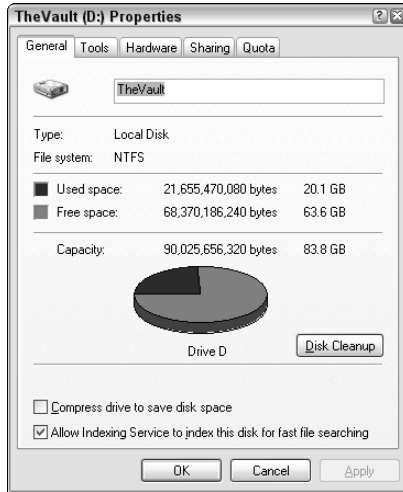 TheVault (D:) Properties
General Tools Hardware Sharing Quota
TheVault
Type: Local Disk
File system: NTFS
Used space: 21,655,470,080 bytes 20.1 GB
Free space: 68,370,186,240 bytes 63.6 GB
Capacity: 90,025,656,320 bytes 83.8 GB
Drive D
Disk Cleanup
Compress drive to save disk space
Allow Indexing Service to index this disk for fast file searching
OK Cancel Apply